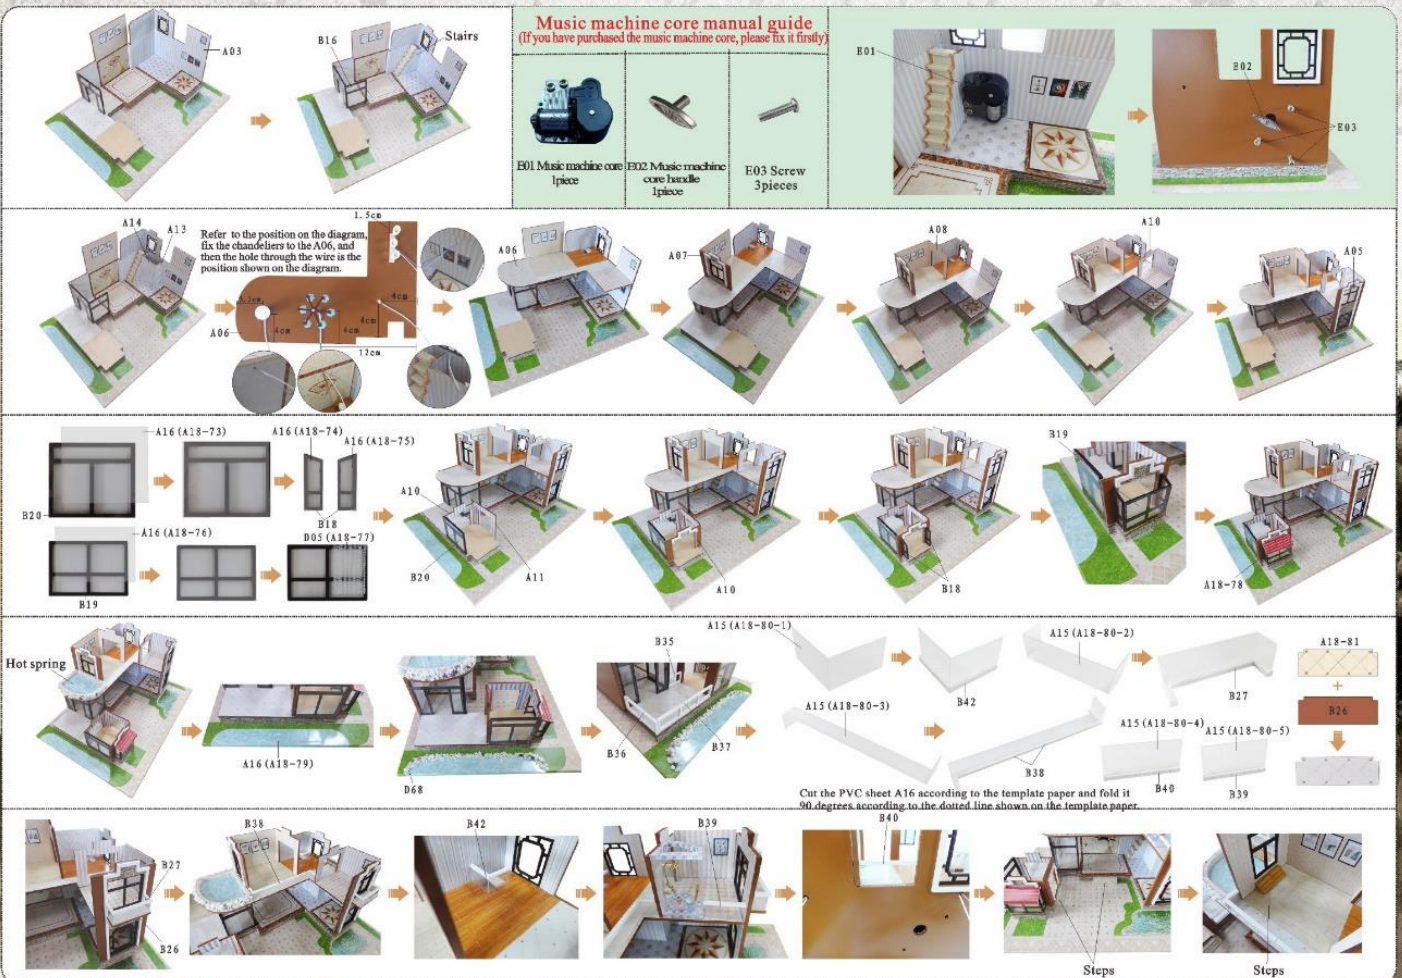 A03
B16
Stairs
Music machine core manual guide
(If you have purchased the music machine core, please fix it firstly)
E01 Music machine core
1piece
E02 Music machine
core handle
1piece
E03 Screw
3pieces
E01
E02
E03
A14
A13
Refer to the position on the diagram,
fix the chandeliers to the A06, and
then the hole through the wire is the
position shown on the diagram.
1.5cm
4cm
4cm
4cm
4cm
12cm
A06
A06
A07
A08
A10
A05
A16(A18-73)
B20
A16(A18-74)
A16(A18-75)
B18
A16(A18-76)
B19
D05(A18-77)
A10
B20
A11
A10
B18
B19
A18-78
Hot spring
A16(A18-79)
D68
B35
B36
B37
A15(A18-80-1)
B42
A15(A18-80-2)
B27
A18-81
+
B26
A15(A18-80-3)
B38
A15(A18-80-4)
B40
A15(A18-80-5)
B39
Cut the PVC sheet A16 according to the template paper and fold it
90 degrees according to the dotted line shown on the template paper.
B27
B26
B38
B42
B39
B40
Steps
Steps